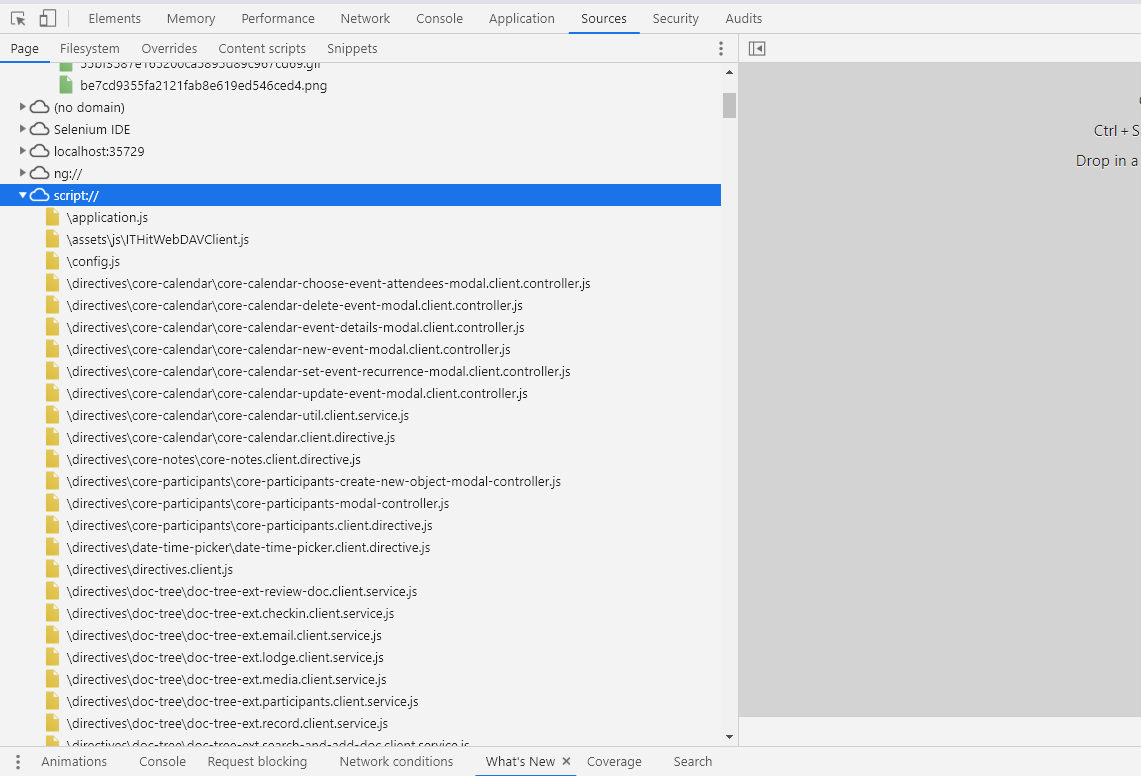 Elements Memory Performance Network Console Application Sources Security Audits
Page Filesystem Overrides Content scripts Snippets
be7cd9355fa2121fab8e619ed546ced4.png
(no domain)
Selenium IDE
Ctrl + S
localhost:35729
Drop in a
ng://
script://
\application.js
\assets\js\ITHitWebDAVClient.js
\config.js
\directives\core-calendar\core-calendar-choose-event-attendees-modal.client.controller.js
\directives\core-calendar\core-calendar-delete-event-modal.client.controller.js
\directives\core-calendar\core-calendar-event-details-modal.client.controller.js
\directives\core-calendar\core-calendar-new-event-modal.client.controller.js
\directives\core-calendar\core-calendar-set-event-recurrence-modal.client.controller.js
\directives\core-calendar\core-calendar-update-event-modal.client.controller.js
\directives\core-calendar\core-calendar-util.client.service.js
\directives\core-calendar\core-calendar.client.directive.js
\directives\core-notes\core-notes.client.directive.js
\directives\core-participants\core-participants-create-new-object-modal-controller.js
\directives\core-participants\core-participants-modal-controller.js
\directives\core-participants\core-participants.client.directive.js
\directives\date-time-picker\date-time-picker.client.directive.js
\directives\directives.client.js
\directives\doc-tree\doc-tree-ext-review-doc.client.service.js
\directives\doc-tree\doc-tree-ext.checkin.client.service.js
\directives\doc-tree\doc-tree-ext.email.client.service.js
\directives\doc-tree\doc-tree-ext.lodge.client.service.js
\directives\doc-tree\doc-tree-ext.media.client.service.js
\directives\doc-tree\doc-tree-ext.participants.client.service.js
\directives\doc-tree\doc-tree-ext.record.client.service.js
\directives\doc-tree\doc-tree-ext.search-and-add-doc.client.service.js
Animations Console Request blocking Network conditions What's New Coverage Search